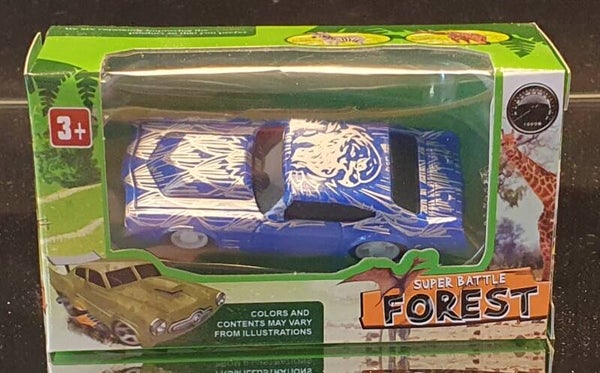 3+
SUPER BATTLE
FOREST
COLORS AND
CONTENTS MAY VARY
FROM ILLUSTRATIONS